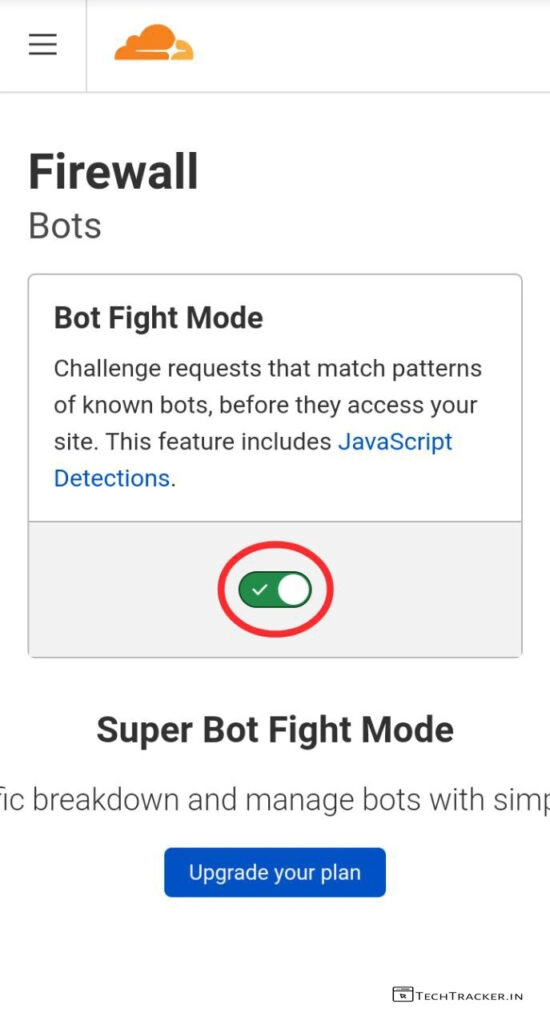 Firewall
Bots
Bot Fight Mode
Challenge requests that match patterns
of known bots, before they access your
site. This feature includes JavaScript
Detections.
Super Bot Fight Mode
fic breakdown and manage bots with simp
Upgrade your plan
TECHTRACKER.IN